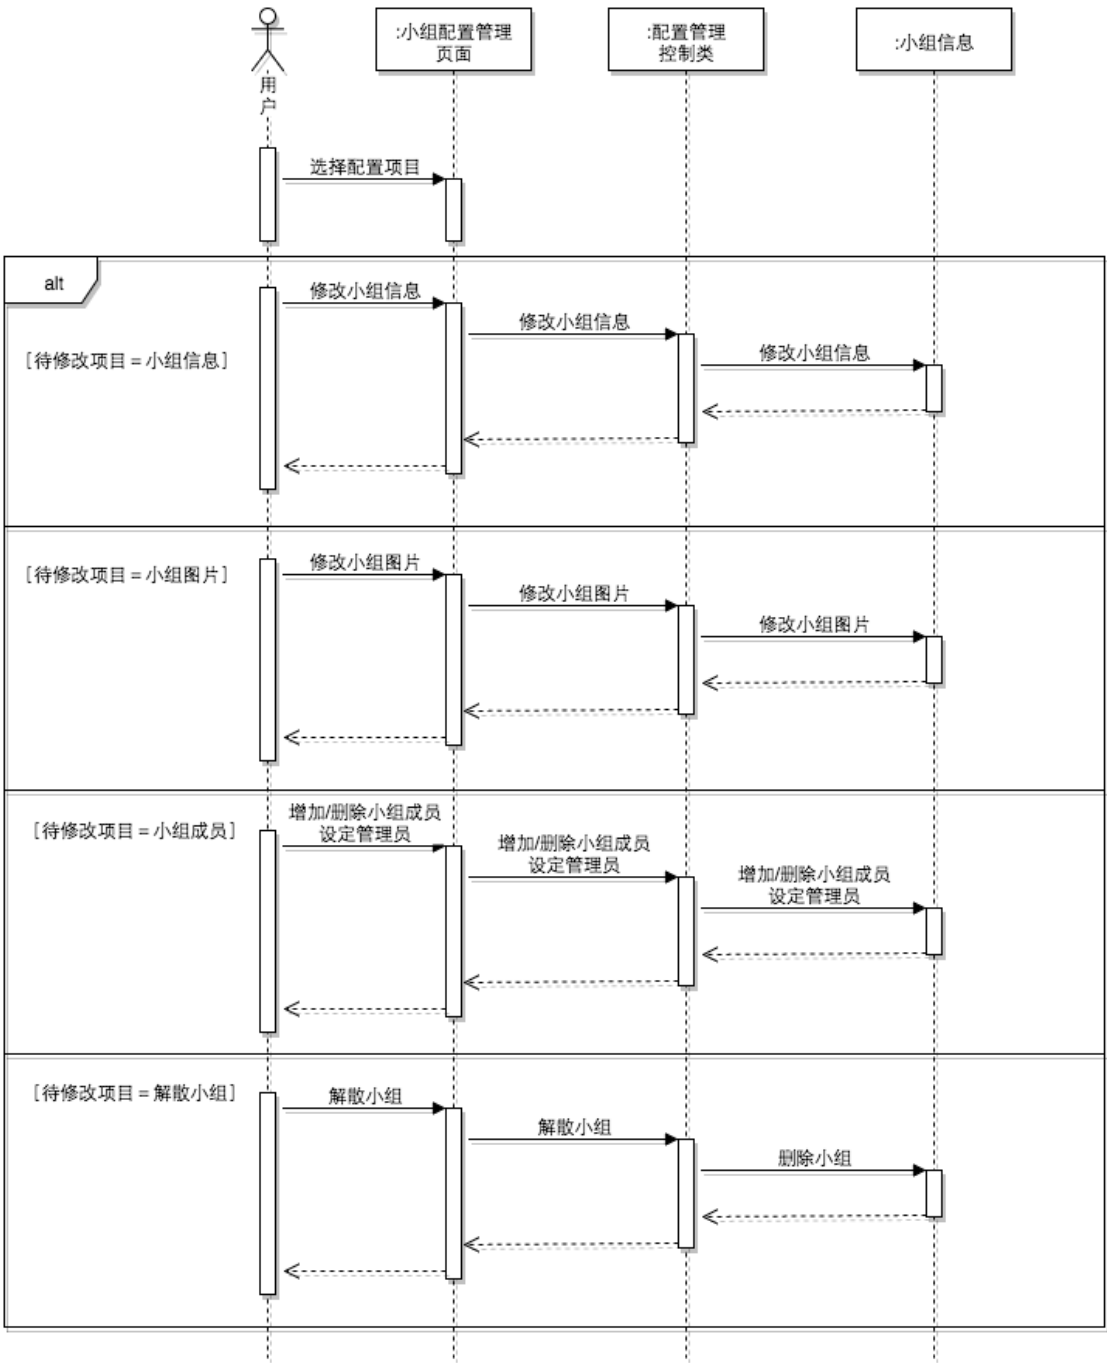 用
户
:小组配置管理
页面
:配置管理
控制类
:小组信息
选择配置项目
alt
修改小组信息
修改小组信息
修改小组信息
[待修改项目 = 小组信息]
修改小组图片
[待修改项目 = 小组图片]
修改小组图片
修改小组图片
增加/删除小组成员
设定管理员
[待修改项目 = 小组成员]
增加/删除小组成员
设定管理员
增加/删除小组成员
设定管理员
[待修改项目 = 解散小组]
解散小组
解散小组
删除小组